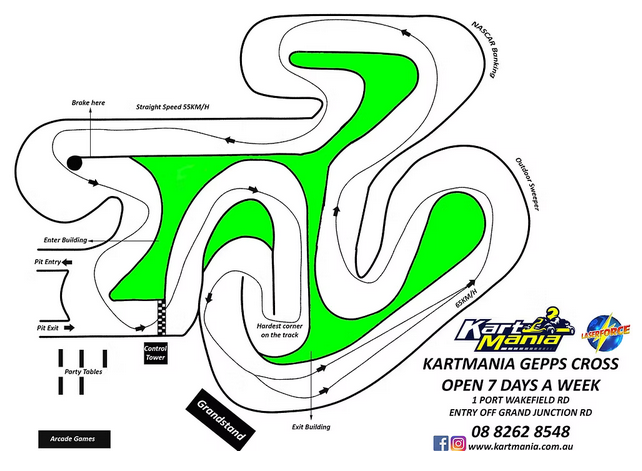 NASCAR Banking
Brake here
Straight Speed 55KM/H
Outdoor Sweeper
Enter Building
Pit Entry
Pit Exit
65KM/H
Hardest corner
on the track
Control
Tower
Party Tables
Kart
Mania
LASERFORCE
KARTMANIA GEPPS CROSS
OPEN 7 DAYS A WEEK
1 PORT WAKEFIELD RD
ENTRY OFF GRAND JUNCTION RD
08 8262 8548
www.kartmania.com.au
Grandstand
Exit Building
Arcade Games